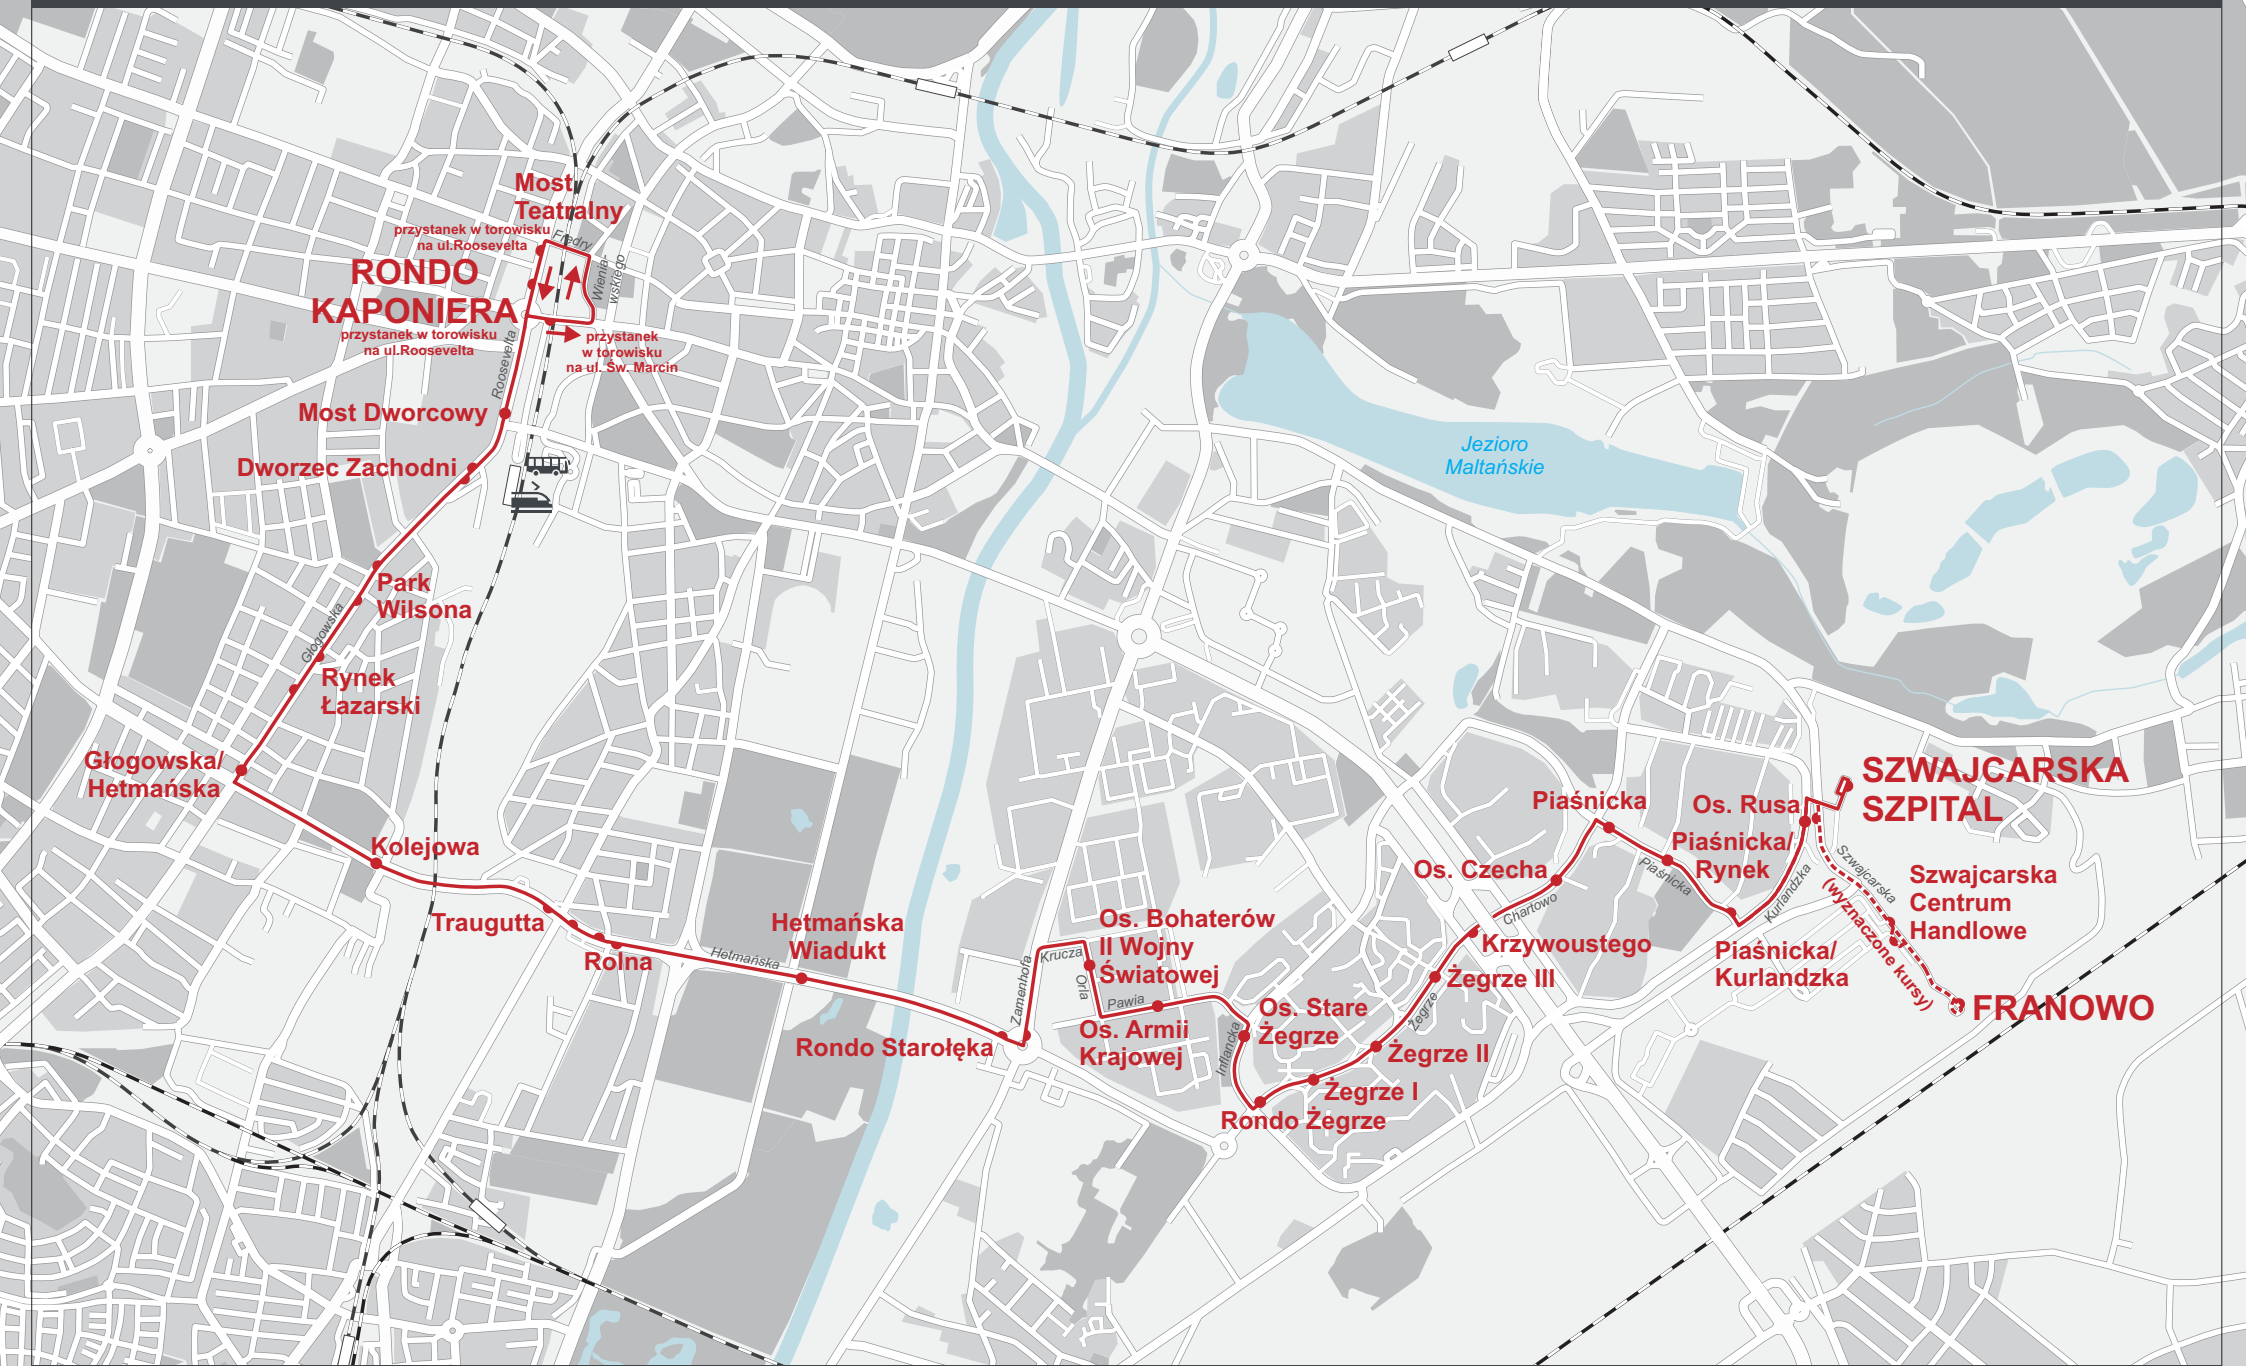 Most
Teatralny
przystanek w torowisku
na ul.Roosevelta
Fredry
Wienia-
wskiego
RONDO
KAPONIERA
przystanek w torowisku
na ul.Roosevelta
przystanek
w torowisku
na ul. Św. Marcin
Roosevelta
Most Dworcowy
Dworzec Zachodni
Jezioro
Maltańskie
Park
Wilsona
Głogowska
Rynek
Łazarski
Głogowska/
Hetmańska
Kolejowa
Traugutta
Rolna
Hetmańska
Hetmańska
Wiadukt
Rondo Starołęka
Zamenhofa
Krucza
Orla
Os. Bohaterów
II Wojny
Światowej
Pawia
Os. Armii
Krajowej
Inflancka
Os. Stare
Żegrze
Rondo Żegrze
Żegrze I
Żegrze II
Żegrze
Żegrze III
Krzywoustego
Chartowo
Os. Czecha
Piaśnicka
Piaśnicka
Piaśnicka/
Rynek
Piaśnicka/
Kurlandzka
Kurlandzka
Os. Rusa
SZWAJCARSKA
SZPITAL
Szwajcarska
(wyznaczone kursy)
Szwajcarska
Centrum
Handlowe
FRANOWO